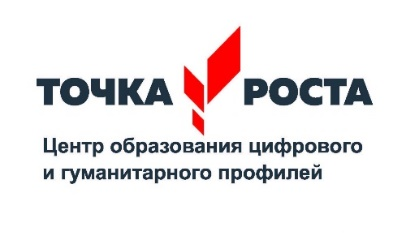 ТОЧКА РОСТА
Центр образования цифрового
и гуманитарного профилей